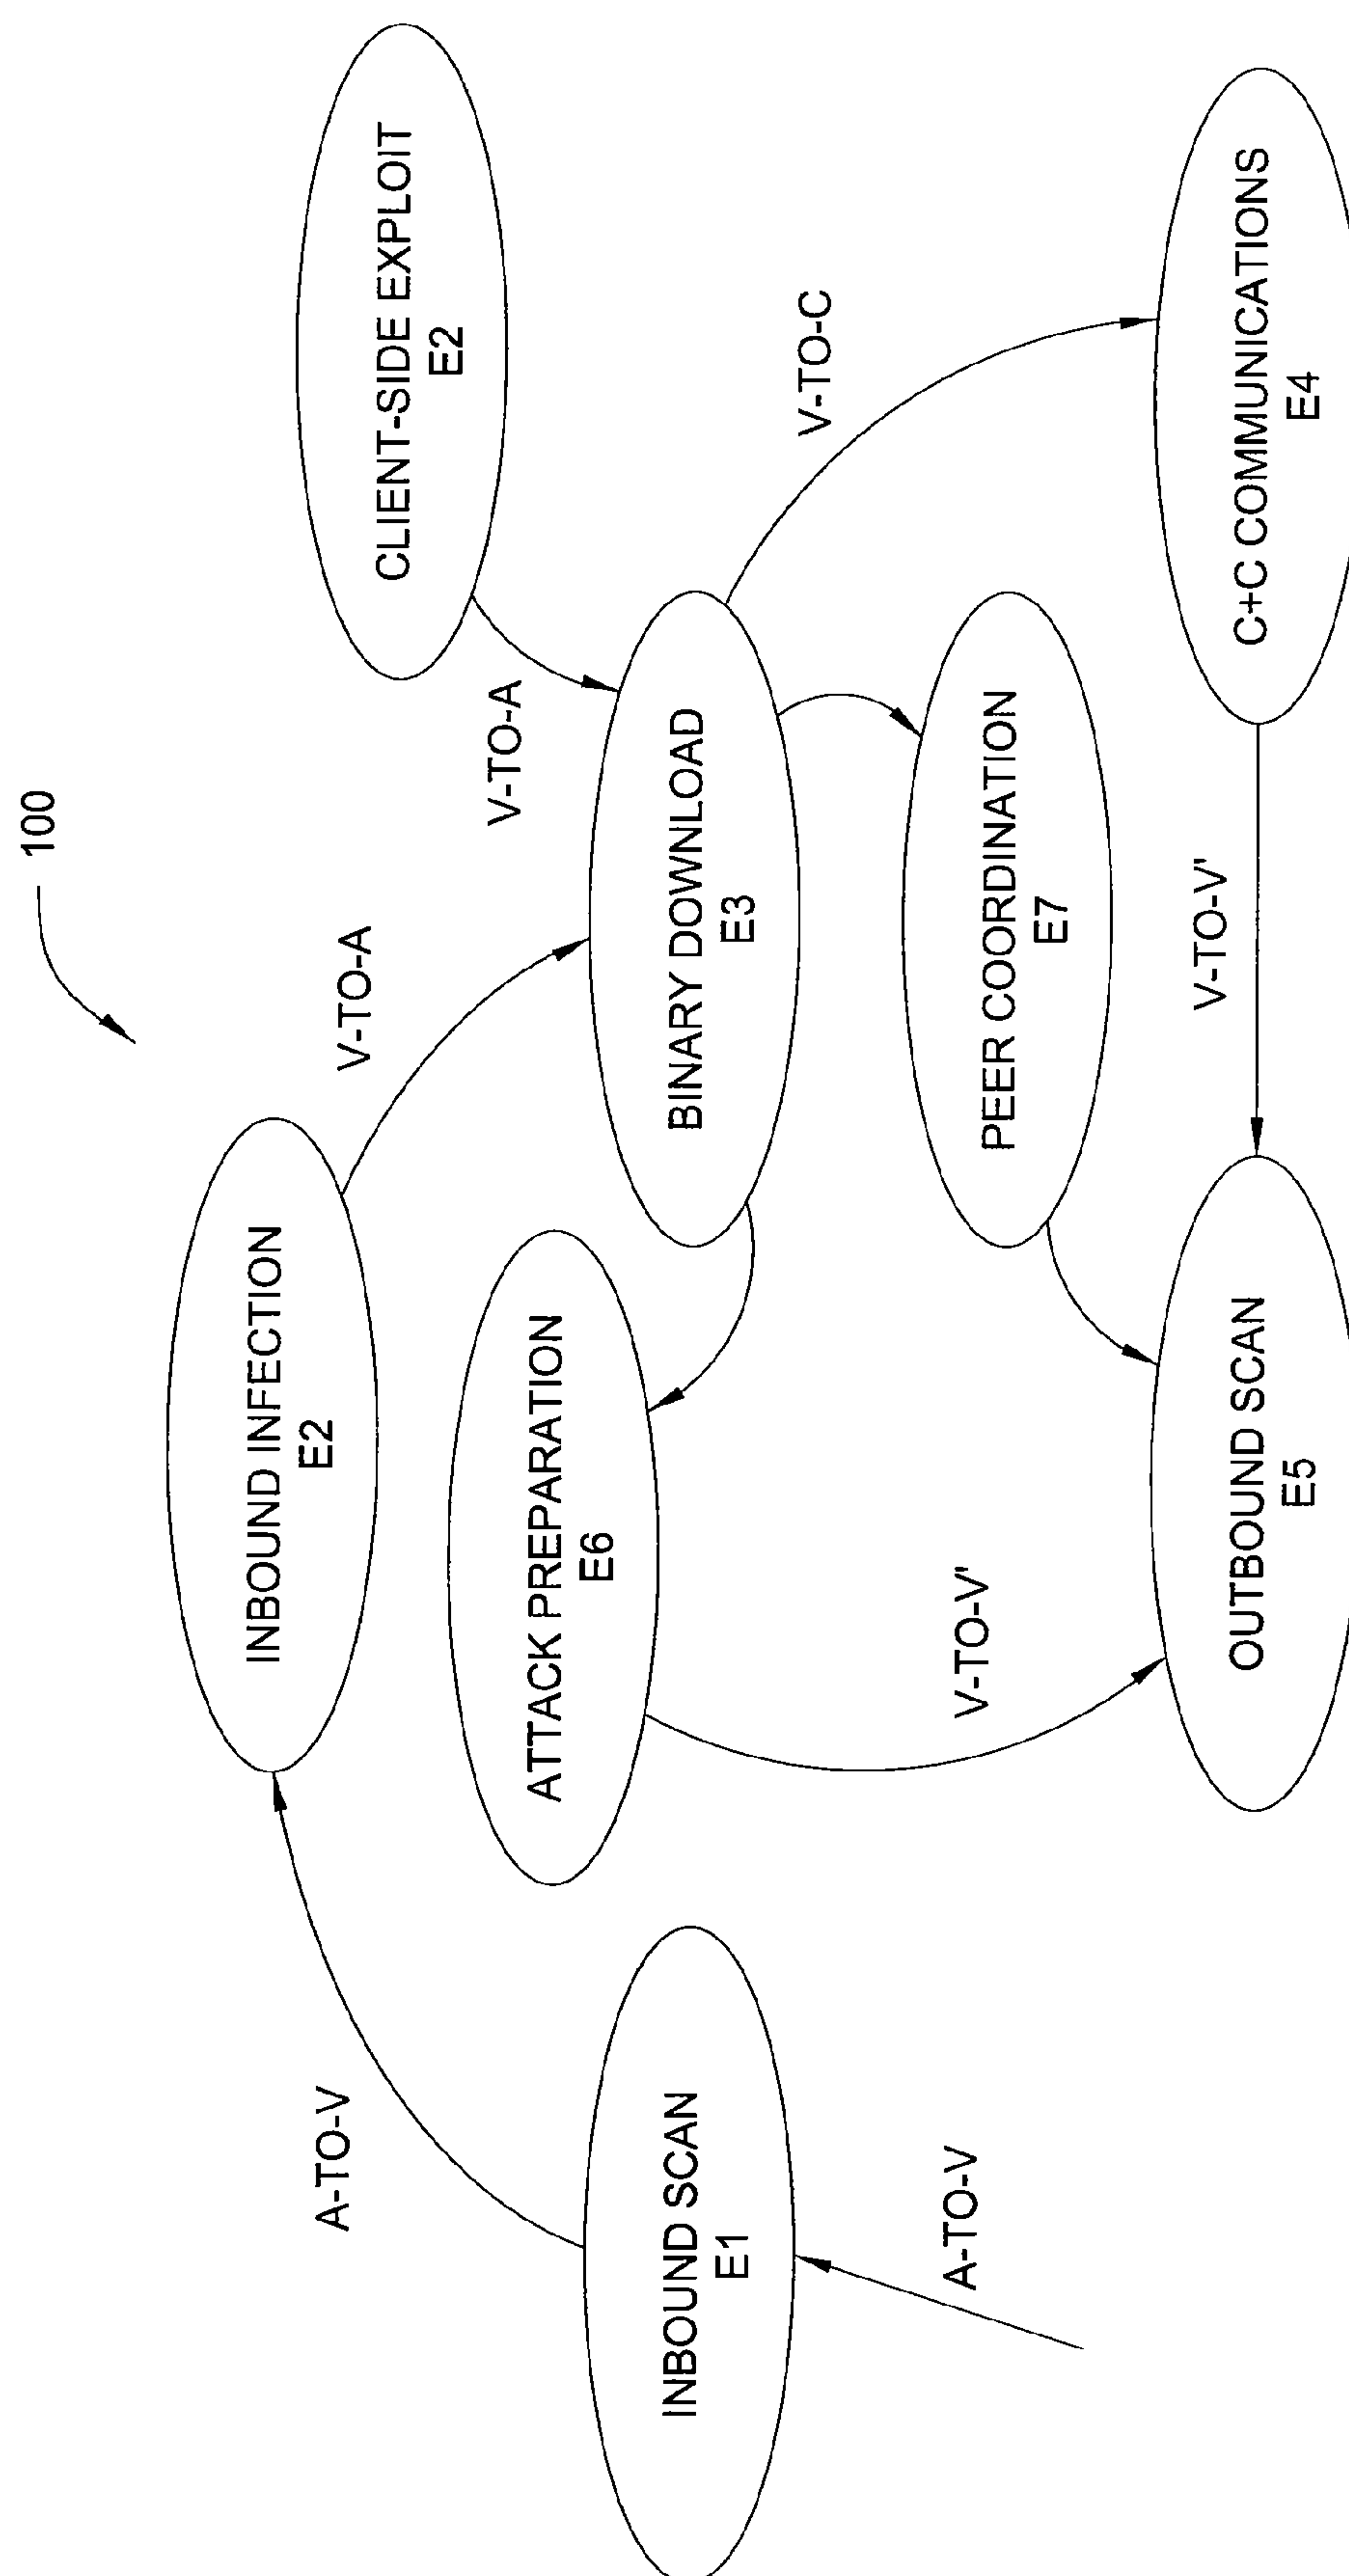 100
CLIENT-SIDE EXPLOIT
E2
V-TO-A
INBOUND INFECTION
E2
V-TO-A
A-TO-V
ATTACK PREPARATION
E6
BINARY DOWNLOAD
E3
V-TO-C
INBOUND SCAN
E1
PEER COORDINATION
E7
A-TO-V
V-TO-V'
V-TO-V'
OUTBOUND SCAN
E5
C+C COMMUNICATIONS
E4